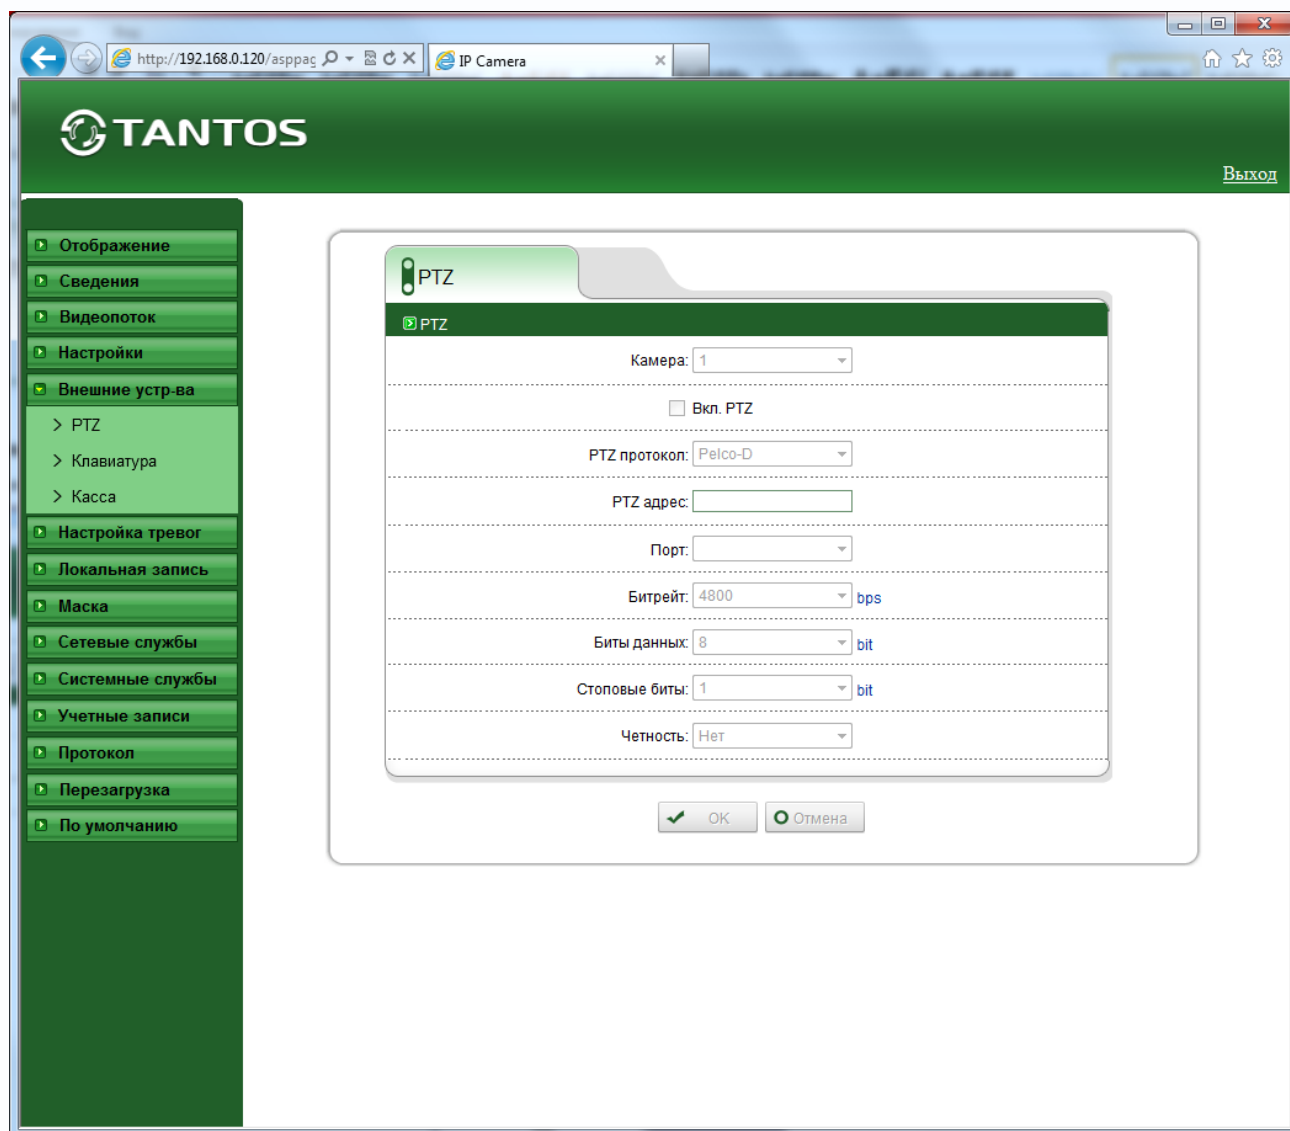 http://192.168.0.120/asppag
IP Camera
TANTOS
Выход
Отображение
Сведения
Видеопоток
Настройки
Внешние устр-ва
> PTZ
> Клавиатура
> Касса
Настройка тревог
Локальная запись
Маска
Сетевые службы
Системные службы
Учетные записи
Протокол
Перезагрузка
По умолчанию
PTZ
PTZ
Камера: 1
Вкл. PTZ
PTZ протокол: Pelco-D
PTZ адрес:
Порт:
Битрейт: 4800 bps
Биты данных: 8 bit
Стоповые биты: 1 bit
Четность: Нет
OK
Отмена